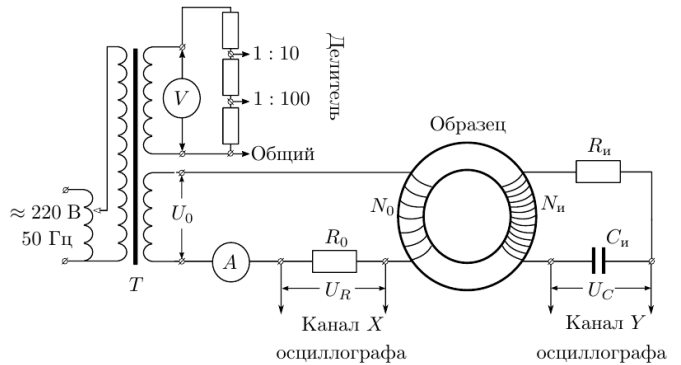 1 : 10
1 : 100
Делитель
V
Общий
Образец
Rи
≈ 220 В
50 Гц
U0
N0
Nи
T
A
R0
Cи
UR
UC
Канал X
осциллографа
Канал Y
осциллографа